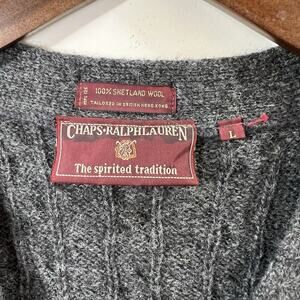 100% SHETLAND WOOL
TAILORED IN BRITISH HONG KONG
CHAPS·RALPH LAUREN
L
The spirited tradition